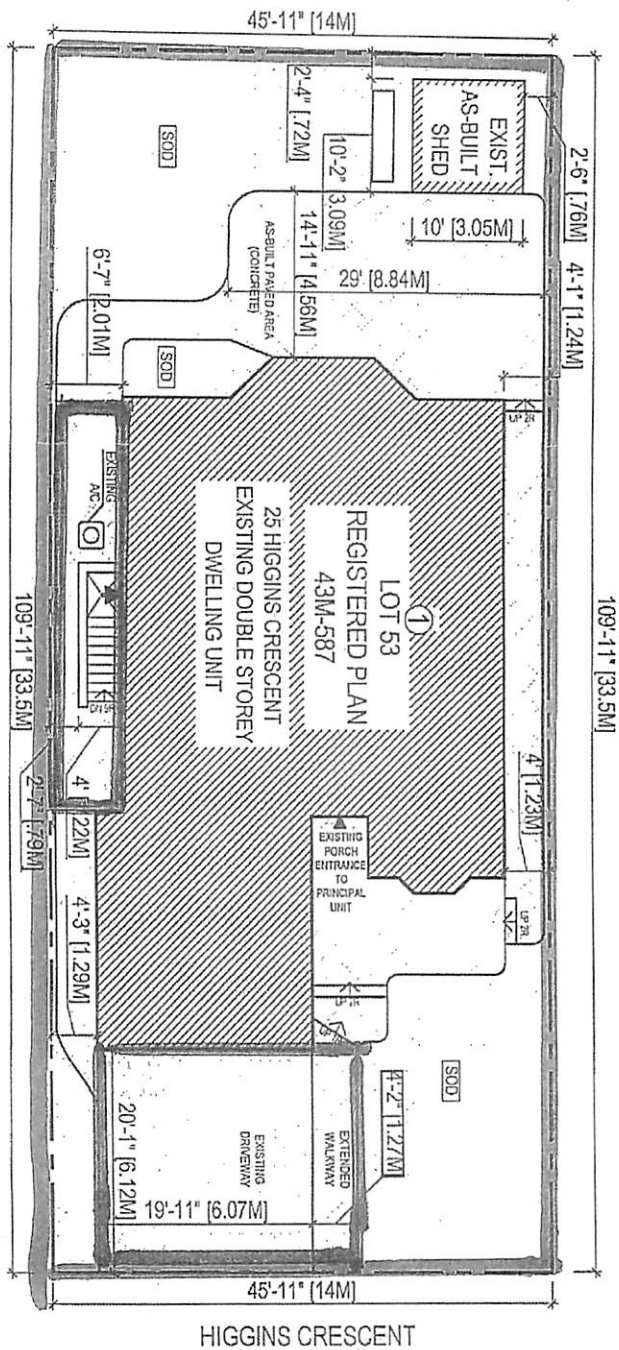 45'-11" [14M]
2'-4" [.72M]
10'-2" [3.09M]
EXIST.
AS-BUILT
SHED
2'-6" [.76M]
SOD
AS-BUILT PAVED AREA
(CONCRETE)
14'-11" [4.56M]
10' [3.05M]
29' [8.84M]
4'-1" [1.24M]
6'-7" [2.01M]
SOD
UP 2R
EXISTING
A/C
DN 9R
1
LOT 53
REGISTERED PLAN
43M-587
25 HIGGINS CRESCENT
EXISTING DOUBLE STOREY
DWELLING UNIT
109'-11" [33.5M]
109'-11" [33.5M]
4' [1.23M]
2'-7" [.79M]
EXISTING
PORCH
ENTRANCE
TO
PRINCIPAL
UNIT
UP 2R
4'-3" [1.29M]
SOD
4'-2" [1.27M]
EXTENDED
WALKWAY
EXISTING
DRIVEWAY
20'-1" [6.12M]
19'-11" [6.07M]
45'-11" [14M]
HIGGINS CRESCENT